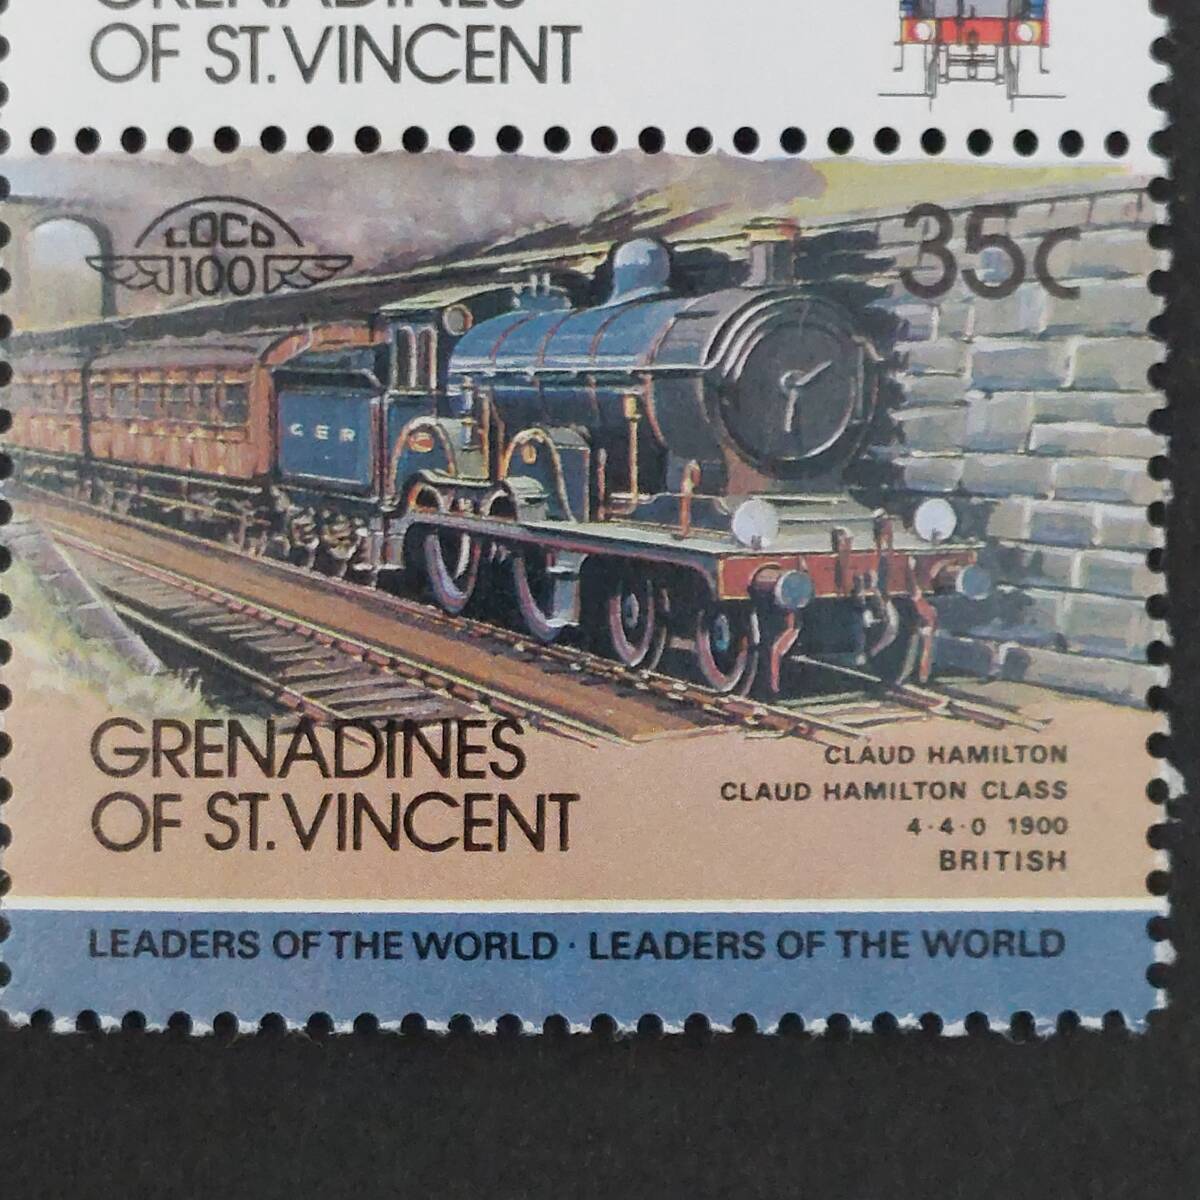 GRENADINES
OF ST. VINCENT
LOCO
100
35c
GER
GRENADINES
OF ST. VINCENT
CLAUD HAMILTON
CLAUD HAMILTON CLASS
4·4·0 1900
BRITISH
LEADERS OF THE WORLD · LEADERS OF THE WORLD